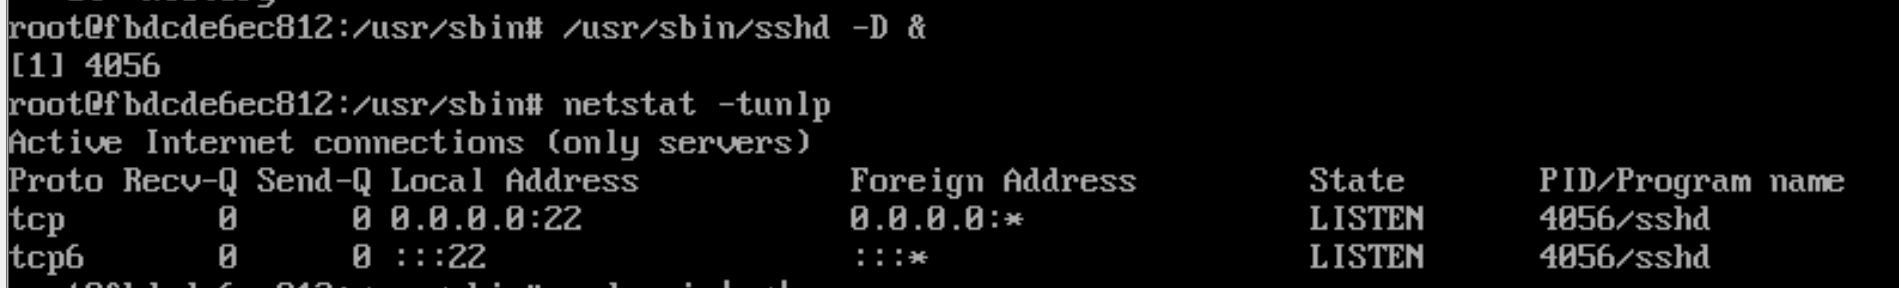 root@fbdcde6ec812:/usr/sbin# /usr/sbin/sshd -D &
[1] 4056
root@fbdcde6ec812:/usr/sbin# netstat -tunlp
Active Internet connections (only servers)
Proto Recv-Q Send-Q Local Address Foreign Address State PID/Program name
tcp 0 0 0.0.0.0:22 0.0.0.0:* LISTEN 4056/sshd
tcp6 0 0 :::22 :::* LISTEN 4056/sshd